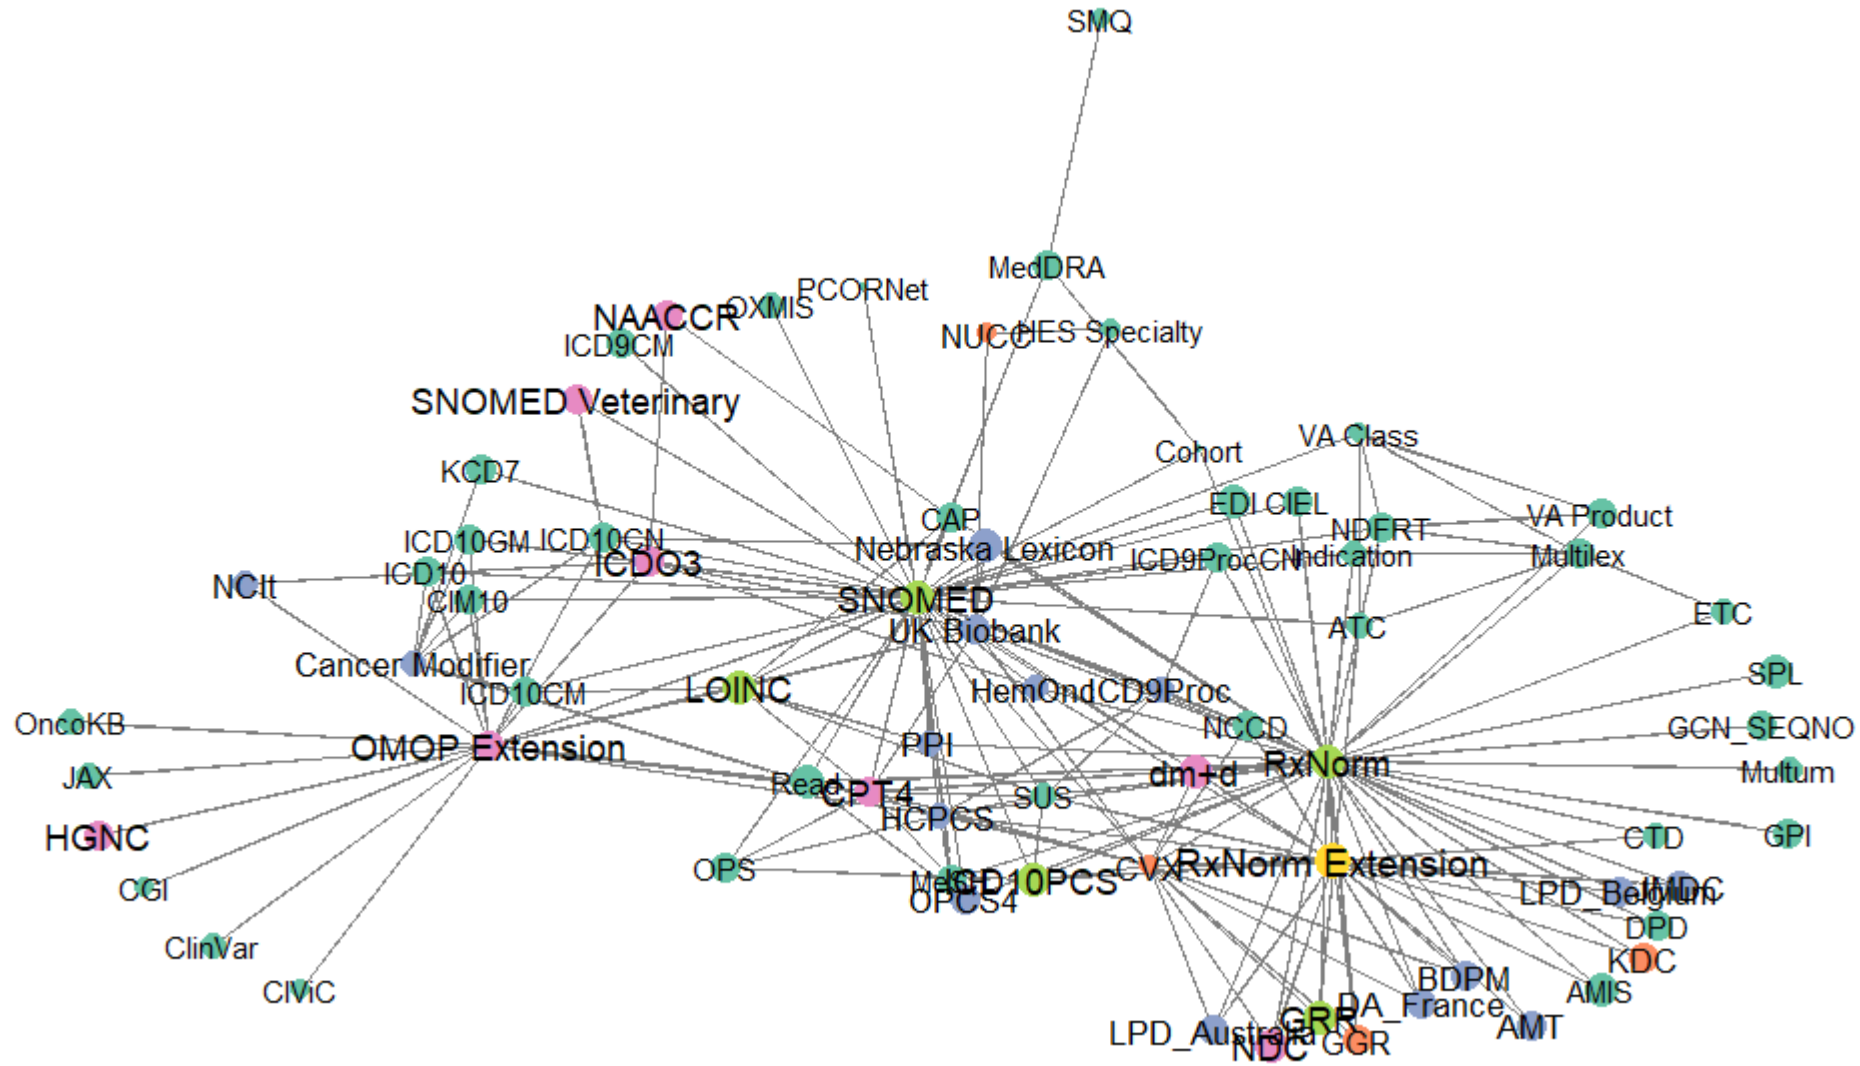 SMQ
MedDRA
PCORNet
OXMIS
NAACCR
ICD9CM
NUCC
HES Specialty
SNOMED Veterinary
VA Class
Cohort
KCD7
EDI
CIEL
CAP
VA Product
NDFRT
ICD10GM
ICD10CN
Nebraska Lexicon
ICD9ProcCN
Indication
Multilex
ICDO3
ICD10
NCIt
CIM10
SNOMED
UK Biobank
ATC
ETC
Cancer Modifier
ICD10CM
LOINC
HemOnc
ICD9Proc
SPL
OncoKB
NCCD
GCN_SEQNO
OMOP Extension
PPI
JAX
Read
CPT4
SUS
dm+d
RxNorm
Multum
HGNC
HCPCS
CTD
GPI
OPS
CVX
RxNorm Extension
CGI
MeSH
ICD10PCS
OPCS4
LPD_Belgium
JMDC
DPD
ClinVar
KDC
BDPM
AMIS
CIViC
DA_France
GRR
AMT
LPD_Australia
NDC
GGR